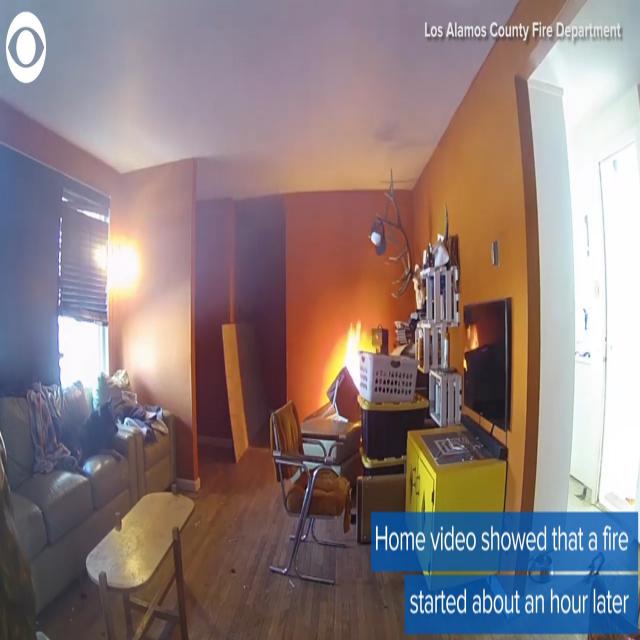 Los Alamos County Fire Department
Home video showed that a fire
started about an hour later